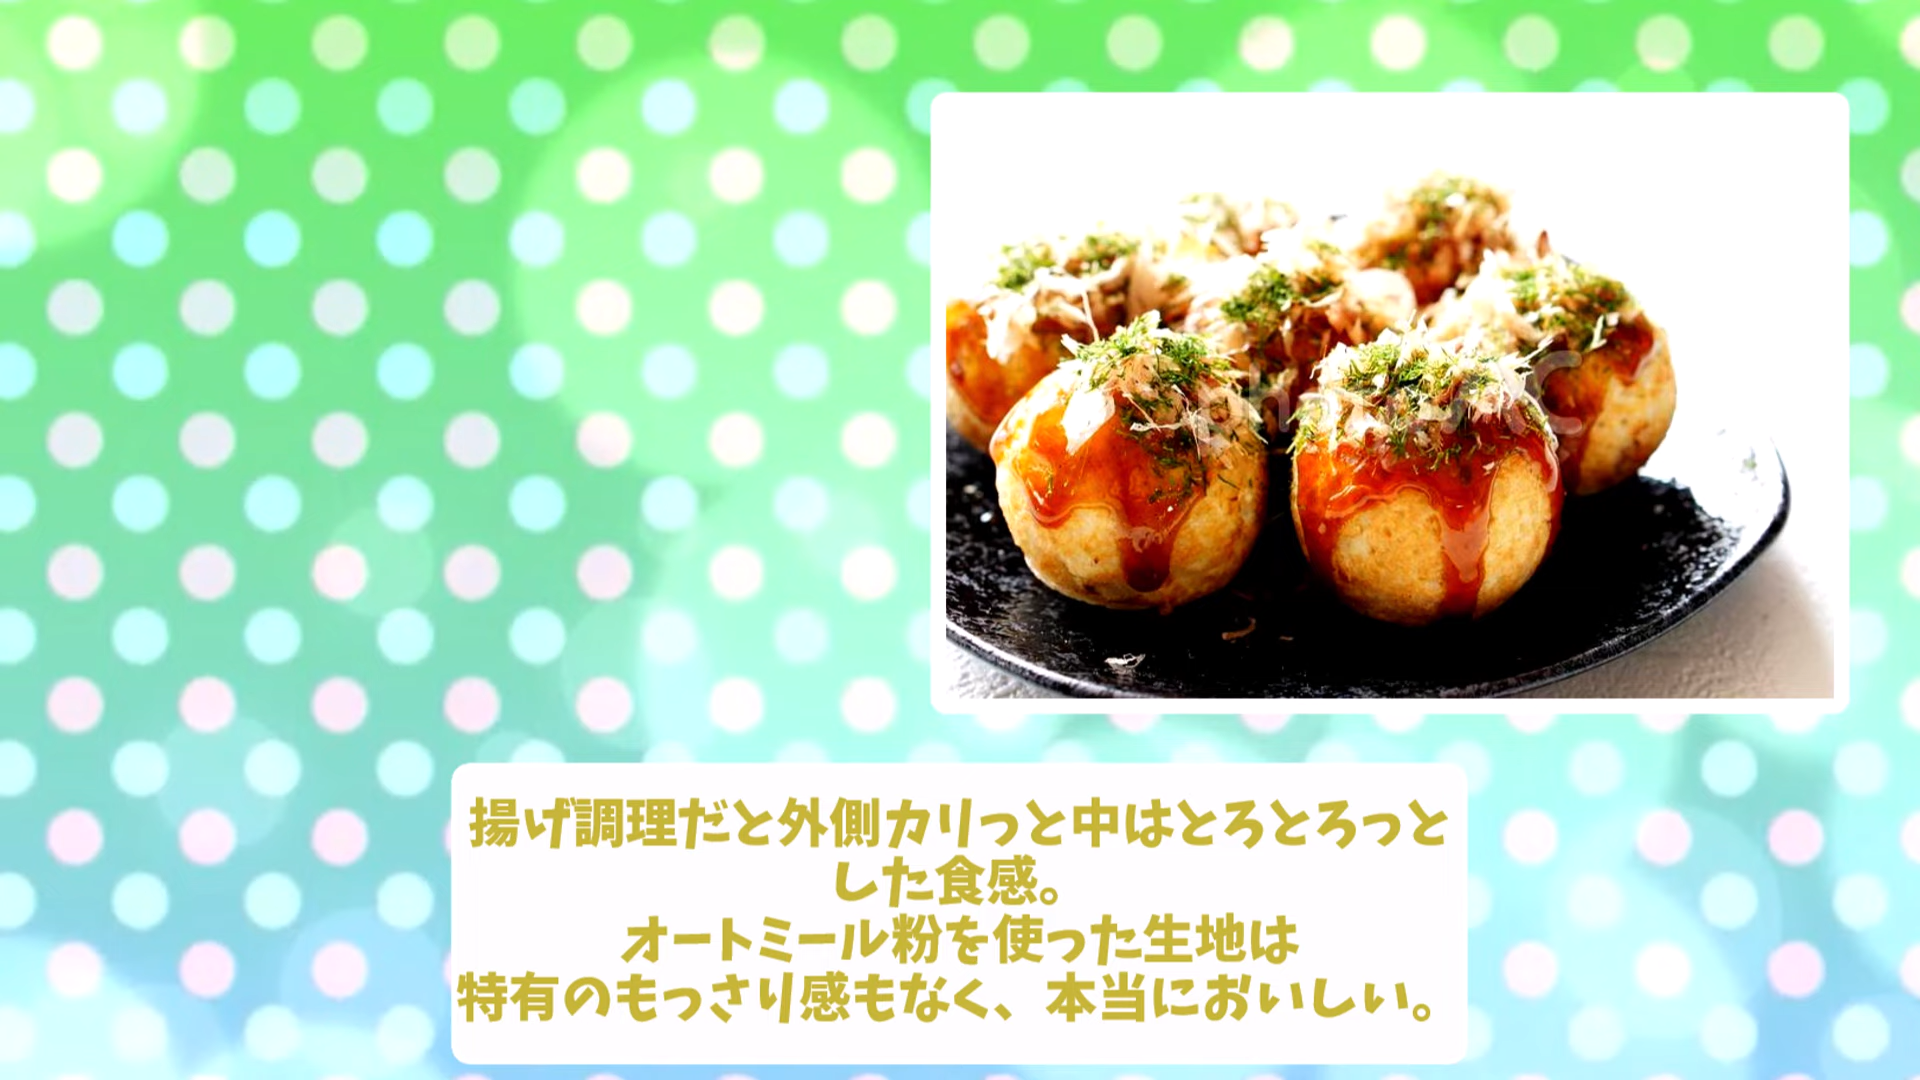 揚げ調理だと外側カリっと中はとろとろっと
した食感。
オートミール粉を使った生地は
特有のもっさり感もなく、本当においしい。